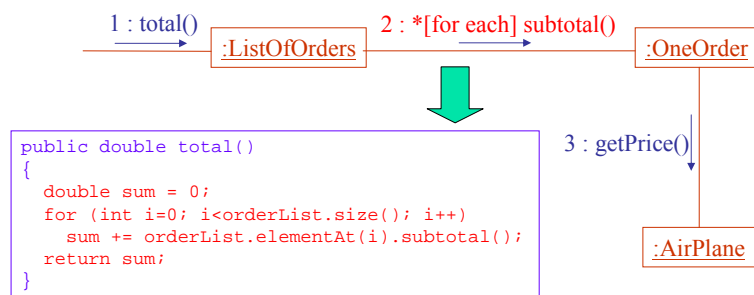 1 : total()
2 : *[for each] subtotal()
:ListOfOrders
:OneOrder
public double total()
{
  double sum = 0;
  for (int i=0; i<orderList.size(); i++)
    sum += orderList.elementAt(i).subtotal();
  return sum;
}
3 : getPrice()
:AirPlane